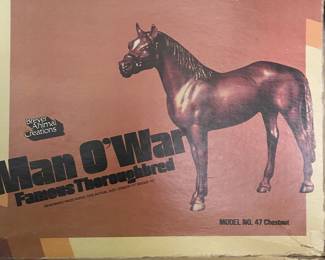 Breyer
Animal
Creations
Man O'War
Famous Thoroughbred
MODEL NO. 47 Chestnut